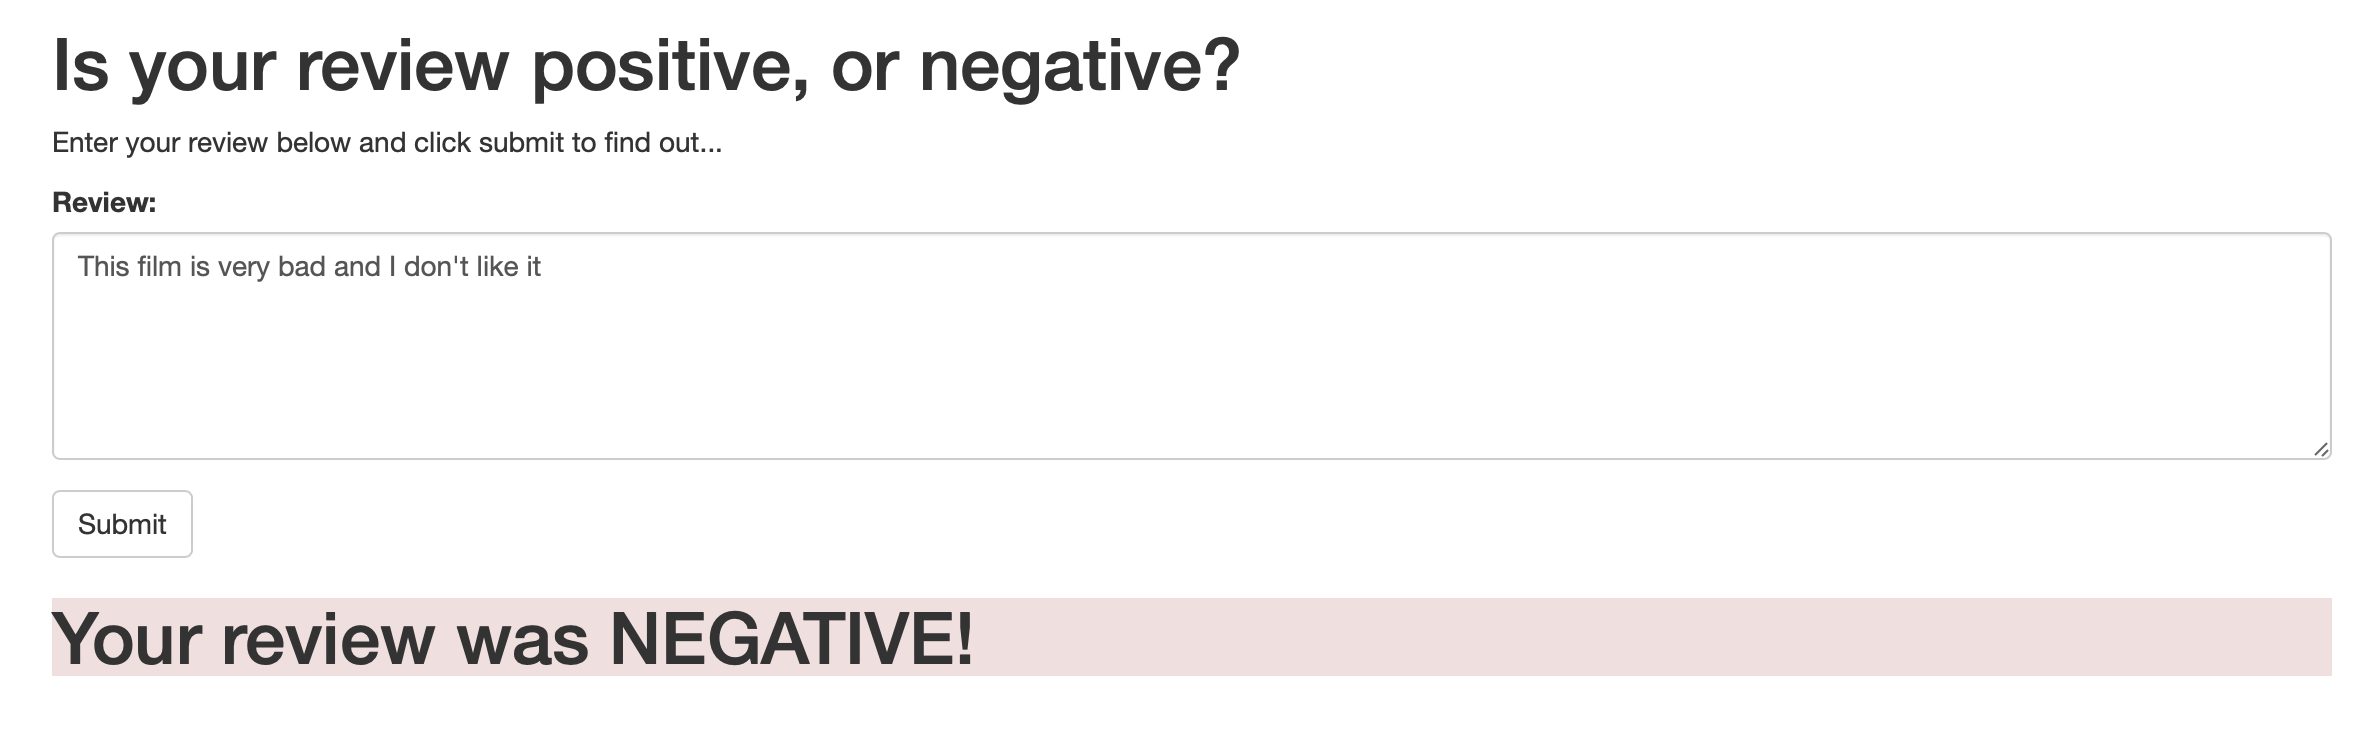 Is your review positive, or negative?
Enter your review below and click submit to find out...
Review:
This film is very bad and I don't like it
Submit
Your review was NEGATIVE!